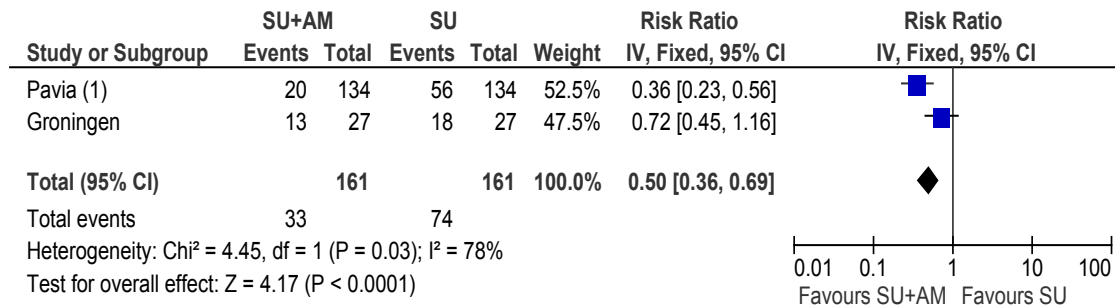 SU+AM SU Risk Ratio Risk Ratio
Study or Subgroup Events Total Events Total Weight IV, Fixed, 95% CI IV, Fixed, 95% CI
Pavia (1) 20 134 56 134 52.5% 0.36 [0.23, 0.56]
Groningen 13 27 18 27 47.5% 0.72 [0.45, 1.16]
Total (95% CI) 161 161 100.0% 0.50 [0.36, 0.69]
Total events 33 74
Heterogeneity: Chi² = 4.45, df = 1 (P = 0.03); I² = 78%
Test for overall effect: Z = 4.17 (P < 0.0001)
0.01 0.1 1 10 100
Favours SU+AM Favours SU